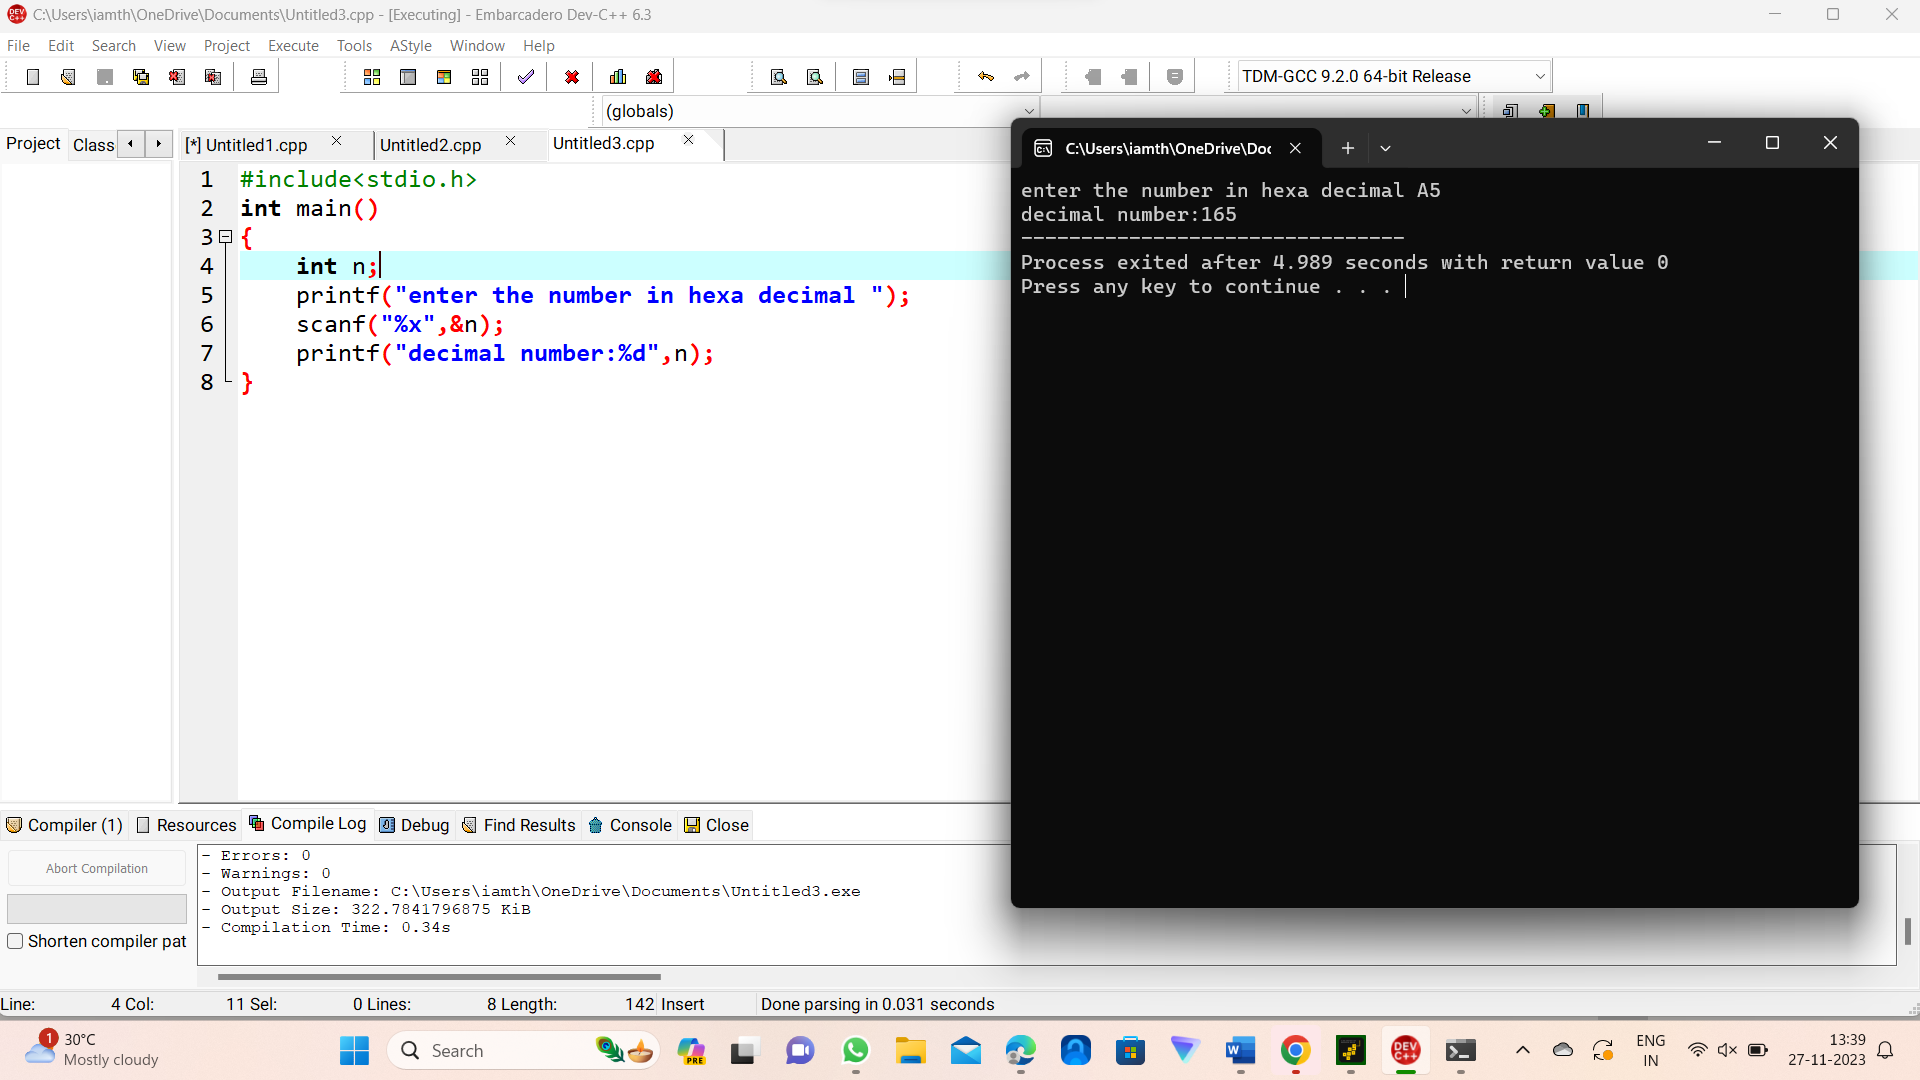 C:\Users\iamth\OneDrive\Documents\Untitled3.cpp - [Executing] - Embarcadero Dev-C++ 6.3
File Edit Search View Project Execute Tools AStyle Window Help
TDM-GCC 9.2.0 64-bit Release
(globals)
Project Class
[*] Untitled1.cpp Untitled2.cpp Untitled3.cpp
1 #include<stdio.h>
2 int main()
3 {
4 int n;
5 printf("enter the number in hexa decimal ");
6 scanf("%x",&n);
7 printf("decimal number:%d",n);
8 }
C:\Users\iamth\OneDrive\Doc
enter the number in hexa decimal A5
decimal number:165
--------------------------------
Process exited after 4.989 seconds with return value 0
Press any key to continue . . .
Compiler (1) Resources Compile Log Debug Find Results Console Close
Abort Compilation
Shorten compiler pat
- Errors: 0
- Warnings: 0
- Output Filename: C:\Users\iamth\OneDrive\Documents\Untitled3.exe
- Output Size: 322.7841796875 KiB
- Compilation Time: 0.34s
Line: 4 Col: 11 Sel: 0 Lines: 8 Length: 142 Insert Done parsing in 0.031 seconds
1
30°C
Mostly cloudy
Search
PRE
DEV
C++
ENG
IN
13:39
27-11-2023